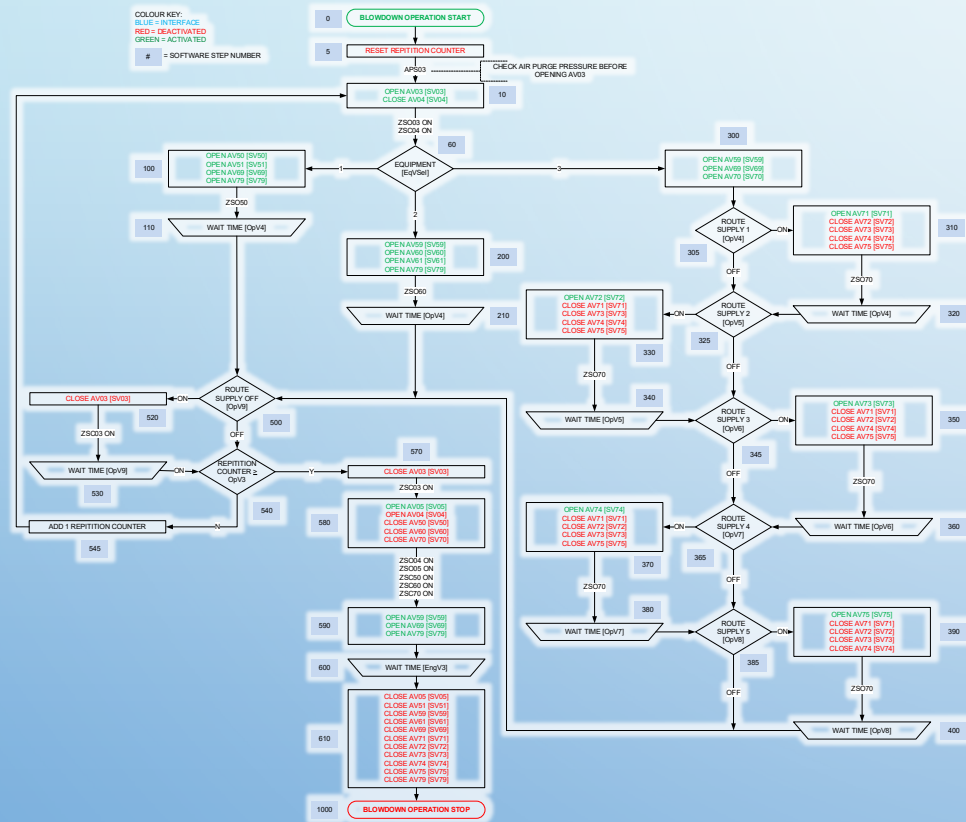 COLOUR KEY:
BLUE = INTERFACE
RED = DEACTIVATED
GREEN = ACTIVATED
# = SOFTWARE STEP NUMBER
0
BLOWDOWN OPERATION START
5
RESET REPITITION COUNTER
APS03
CHECK AIR PURGE PRESSURE BEFORE
OPENING AV03
OPEN AV03 [SV03]
CLOSE AV04 [SV04]
10
ZSO03 ON
ZSC04 ON
60
EQUIPMENT
[EqVSel]
1
2
3
100
OPEN AV50 [SV50]
OPEN AV51 [SV51]
OPEN AV69 [SV69]
OPEN AV79 [SV79]
ZSO50
110
WAIT TIME [OpV4]
OPEN AV59 [SV59]
OPEN AV60 [SV60]
OPEN AV61 [SV61]
OPEN AV79 [SV79]
200
ZSO60
WAIT TIME [OpV4]
210
300
OPEN AV59 [SV59]
OPEN AV69 [SV69]
OPEN AV70 [SV70]
ROUTE
SUPPLY 1
[OpV4]
305
ON
OFF
OPEN AV71 [SV71]
CLOSE AV72 [SV72]
CLOSE AV73 [SV73]
CLOSE AV74 [SV74]
CLOSE AV75 [SV75]
310
ZSO70
WAIT TIME [OpV4]
320
ROUTE
SUPPLY 2
[OpV5]
325
ON
OFF
OPEN AV72 [SV72]
CLOSE AV71 [SV71]
CLOSE AV73 [SV73]
CLOSE AV74 [SV74]
CLOSE AV75 [SV75]
330
ZSO70
340
WAIT TIME [OpV5]
ROUTE
SUPPLY 3
[OpV6]
345
ON
OFF
OPEN AV73 [SV73]
CLOSE AV71 [SV71]
CLOSE AV72 [SV72]
CLOSE AV74 [SV74]
CLOSE AV75 [SV75]
350
ZSO70
WAIT TIME [OpV6]
360
ROUTE
SUPPLY 4
[OpV7]
365
ON
OFF
OPEN AV74 [SV74]
CLOSE AV71 [SV71]
CLOSE AV72 [SV72]
CLOSE AV73 [SV73]
CLOSE AV75 [SV75]
370
ZSO70
380
WAIT TIME [OpV7]
ROUTE
SUPPLY 5
[OpV8]
385
ON
OFF
OPEN AV75 [SV75]
CLOSE AV71 [SV71]
CLOSE AV72 [SV72]
CLOSE AV73 [SV73]
CLOSE AV74 [SV74]
390
ZSO70
WAIT TIME [OpV8]
400
ROUTE
SUPPLY OFF
[OpV9]
500
ON
OFF
CLOSE AV03 [SV03]
520
ZSC03 ON
WAIT TIME [OpV9]
530
ON
REPITITION
COUNTER ≥
OpV3
540
Y
N
ADD 1 REPITITION COUNTER
545
570
CLOSE AV03 [SV03]
ZSC03 ON
580
OPEN AV05 [SV05]
OPEN AV04 [SV04]
CLOSE AV50 [SV50]
CLOSE AV60 [SV60]
CLOSE AV70 [SV70]
ZSO04 ON
ZSO05 ON
ZSC50 ON
ZSC60 ON
ZSC70 ON
590
OPEN AV59 [SV59]
OPEN AV69 [SV69]
OPEN AV79 [SV79]
600
WAIT TIME [EngV3]
610
CLOSE AV05 [SV05]
CLOSE AV51 [SV51]
CLOSE AV59 [SV59]
CLOSE AV61 [SV61]
CLOSE AV69 [SV69]
CLOSE AV71 [SV71]
CLOSE AV72 [SV72]
CLOSE AV73 [SV73]
CLOSE AV74 [SV74]
CLOSE AV75 [SV75]
CLOSE AV79 [SV79]
1000
BLOWDOWN OPERATION STOP